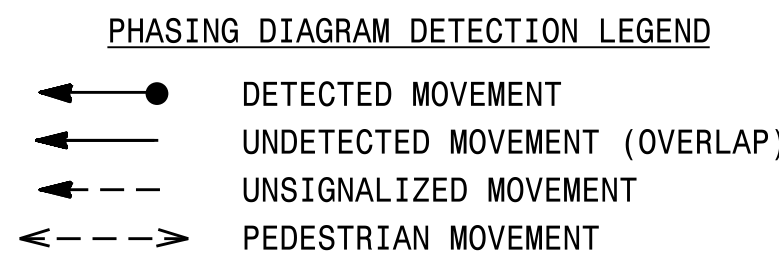 PHASING DIAGRAM DETECTION LEGEND
DETECTED MOVEMENT
UNDETECTED MOVEMENT (OVERLAP)
UNSIGNALIZED MOVEMENT
PEDESTRIAN MOVEMENT